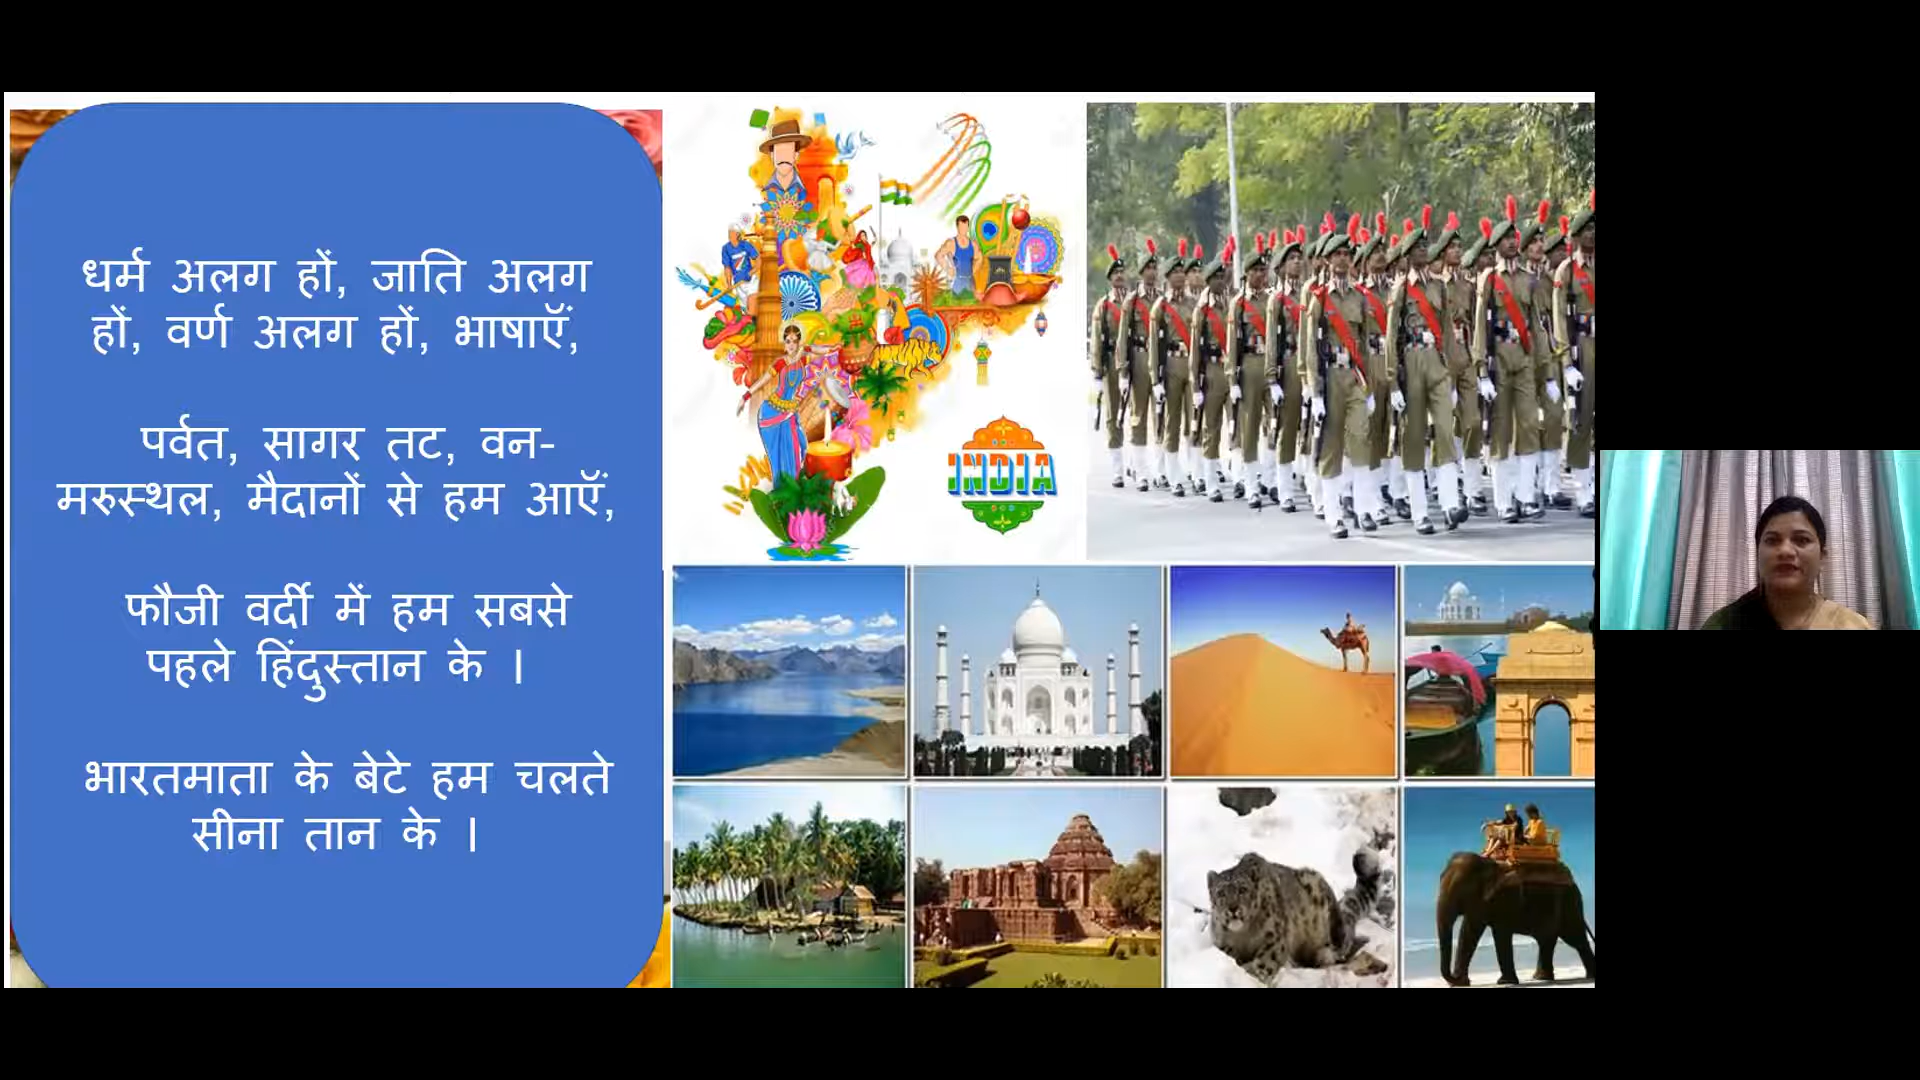 धर्म अलग हों, जाति अलग
हों, वर्ण अलग हों, भाषाएँ,
पर्वत, सागर तट, वन-
मरुस्थल, मैदानों से हम आएँ,
फौजी वर्दी में हम सबसे
पहले हिंदुस्तान के ।
भारतमाता के बेटे हम चलते
सीना तान के ।
INDIA